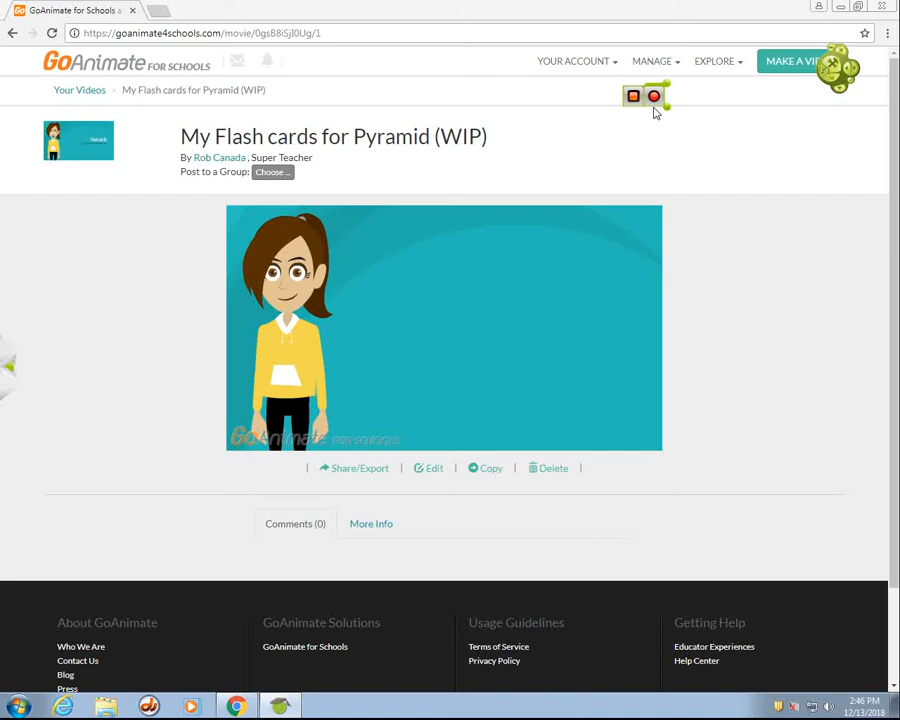 GoAnimate for Schools a
https://goanimate4schools.com/movie/0gsB8iSjI0Ug/1
GoAnimate FOR SCHOOLS
YOUR ACCOUNT
MANAGE
EXPLORE
MAKE A
Your Videos > My Flash cards for Pyramid (WIP)
My Flash cards for Pyramid (WIP)
By Rob Canada , Super Teacher
Post to a Group: Choose ...
GoAnimate FOR SCHOOLS
| Share/Export | Edit | Copy | Delete |
Comments (0)
More Info
About GoAnimate
Who We Are
Contact Us
Blog
Press
GoAnimate Solutions
GoAnimate for Schools
Usage Guidelines
Terms of Service
Privacy Policy
Getting Help
Educator Experiences
Help Center
2:46 PM
12/13/2018